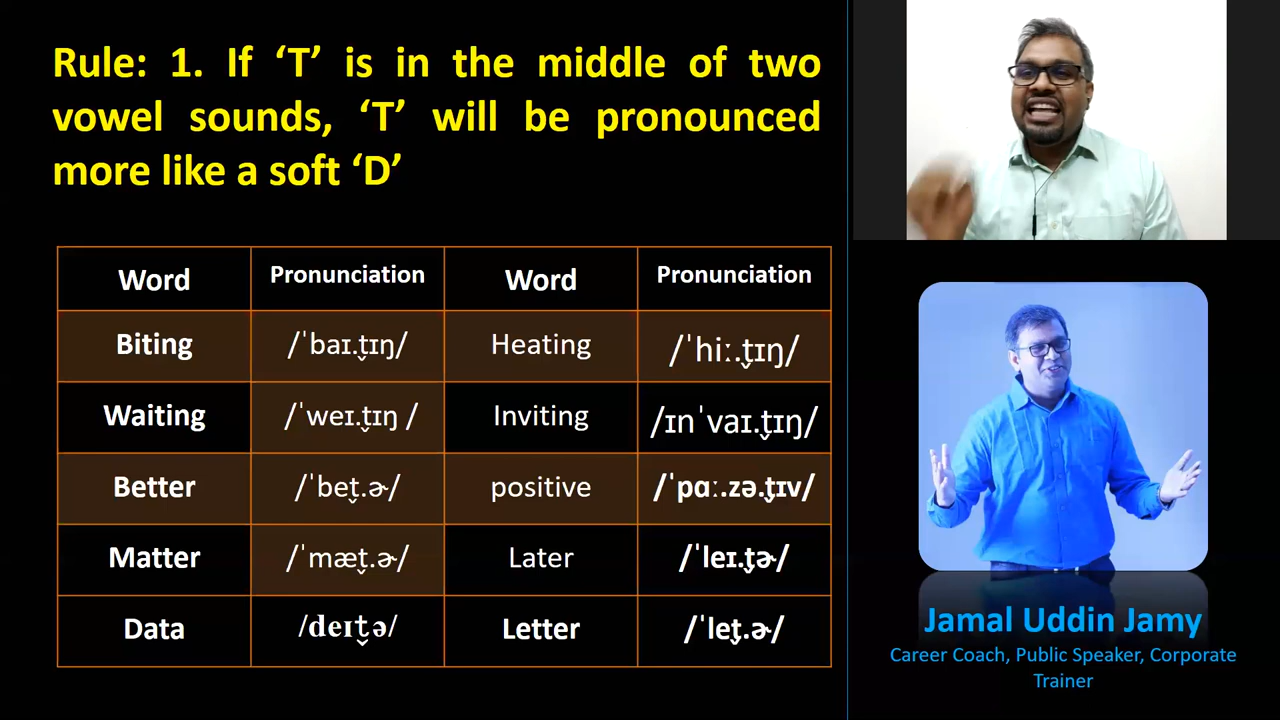 Rule: 1. If ‘T’ is in the middle of two
vowel sounds, ‘T’ will be pronounced
more like a soft ‘D’
Word Pronunciation Word Pronunciation
Biting /ˈbaɪ.t̬ɪŋ/ Heating /ˈhiː.t̬ɪŋ/
Waiting /ˈweɪ.t̬ɪŋ / Inviting /ɪnˈvaɪ.t̬ɪŋ/
Better /ˈbet̬.ɚ/ positive /ˈpɑː.zə.t̬ɪv/
Matter /ˈmæt̬.ɚ/ Later /ˈleɪ.t̬ɚ/
Data /deɪt̬ə/ Letter /ˈlet̬.ɚ/
Jamal Uddin Jamy
Career Coach, Public Speaker, Corporate
Trainer